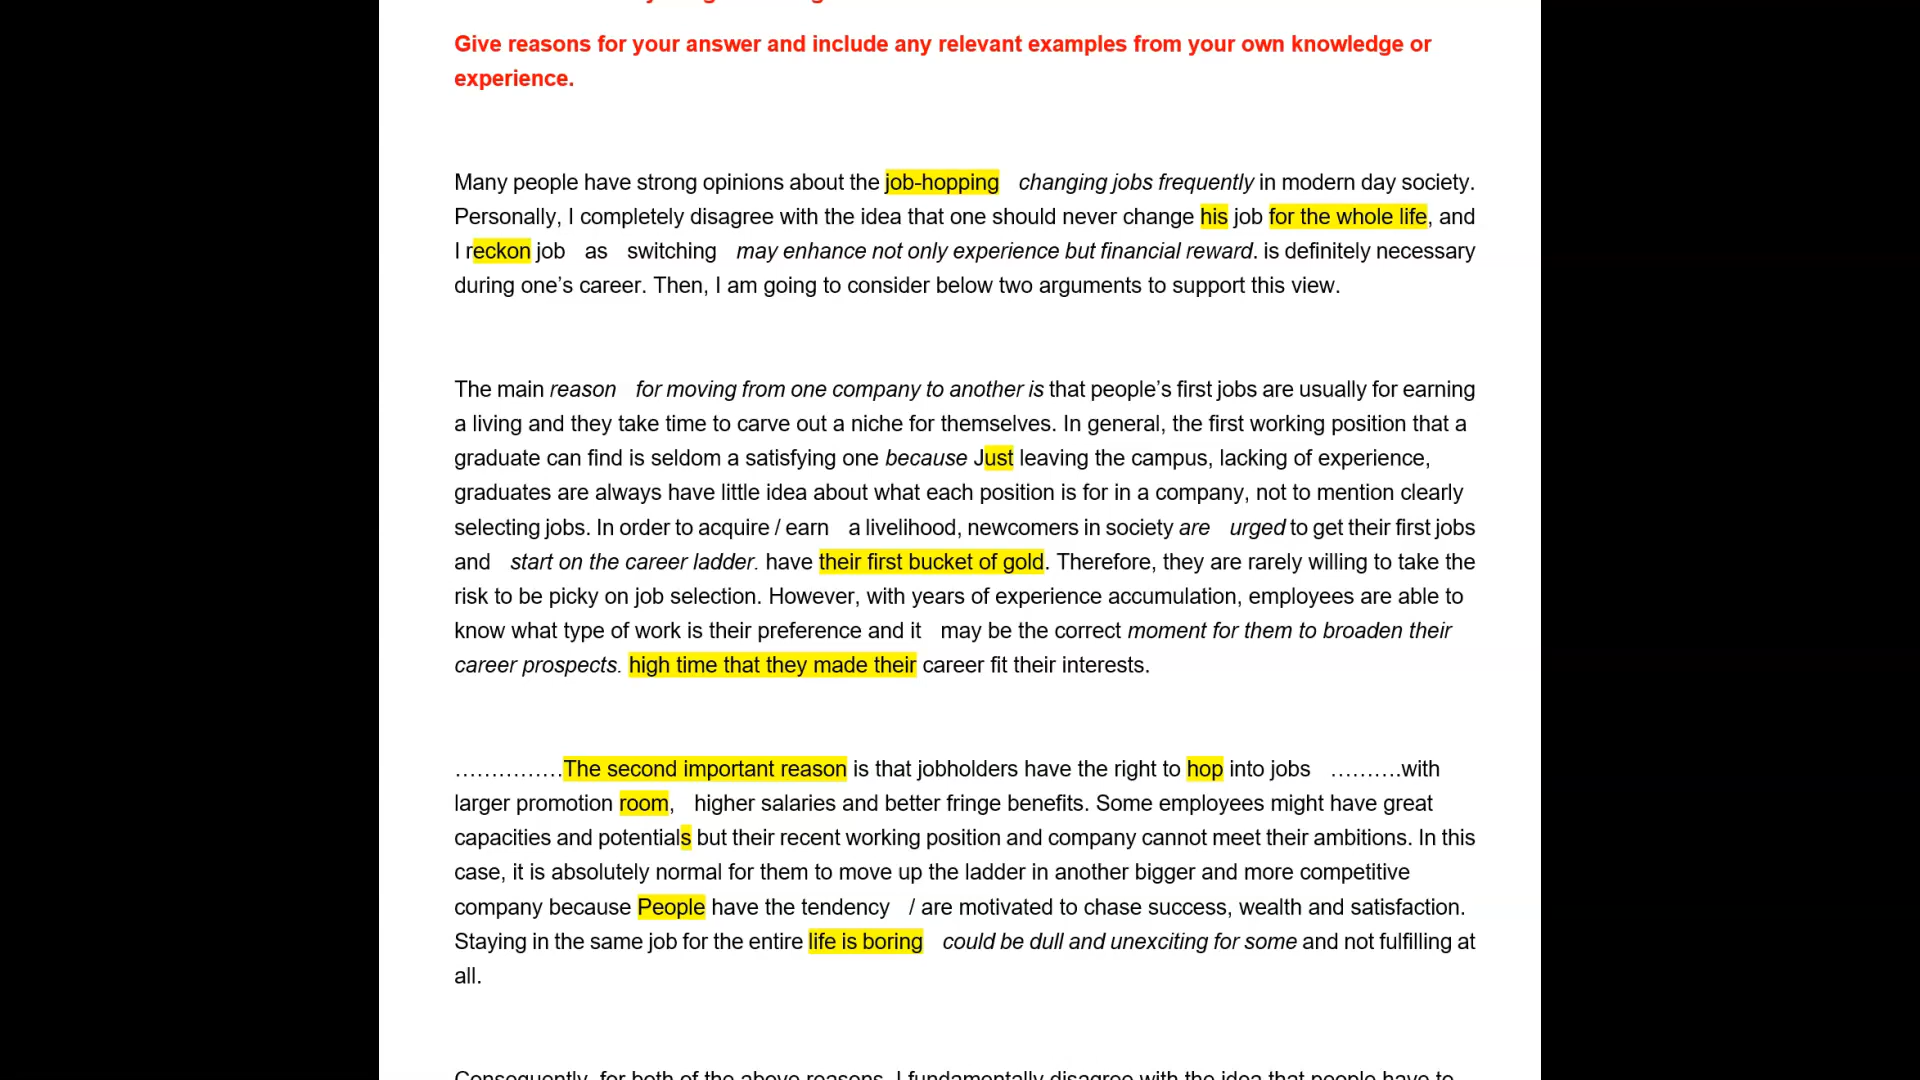 Give reasons for your answer and include any relevant examples from your own knowledge or
experience.
Many people have strong opinions about the job-hopping changing jobs frequently in modern day society.
Personally, I completely disagree with the idea that one should never change his job for the whole life, and
I reckon job as switching may enhance not only experience but financial reward. is definitely necessary
during one's career. Then, I am going to consider below two arguments to support this view.
The main reason for moving from one company to another is that people's first jobs are usually for earning
a living and they take time to carve out a niche for themselves. In general, the first working position that a
graduate can find is seldom a satisfying one because Just leaving the campus, lacking of experience,
graduates are always have little idea about what each position is for in a company, not to mention clearly
selecting jobs. In order to acquire / earn a livelihood, newcomers in society are urged to get their first jobs
and start on the career ladder. have their first bucket of gold. Therefore, they are rarely willing to take the
risk to be picky on job selection. However, with years of experience accumulation, employees are able to
know what type of work is their preference and it may be the correct moment for them to broaden their
career prospects. high time that they made their career fit their interests.
……………The second important reason is that jobholders have the right to hop into jobs ……….with
larger promotion room, higher salaries and better fringe benefits. Some employees might have great
capacities and potentials but their recent working position and company cannot meet their ambitions. In this
case, it is absolutely normal for them to move up the ladder in another bigger and more competitive
company because People have the tendency / are motivated to chase success, wealth and satisfaction.
Staying in the same job for the entire life is boring could be dull and unexciting for some and not fulfilling at
all.
Consequently, for both of the above reasons, I fundamentally disagree with the idea that people have to